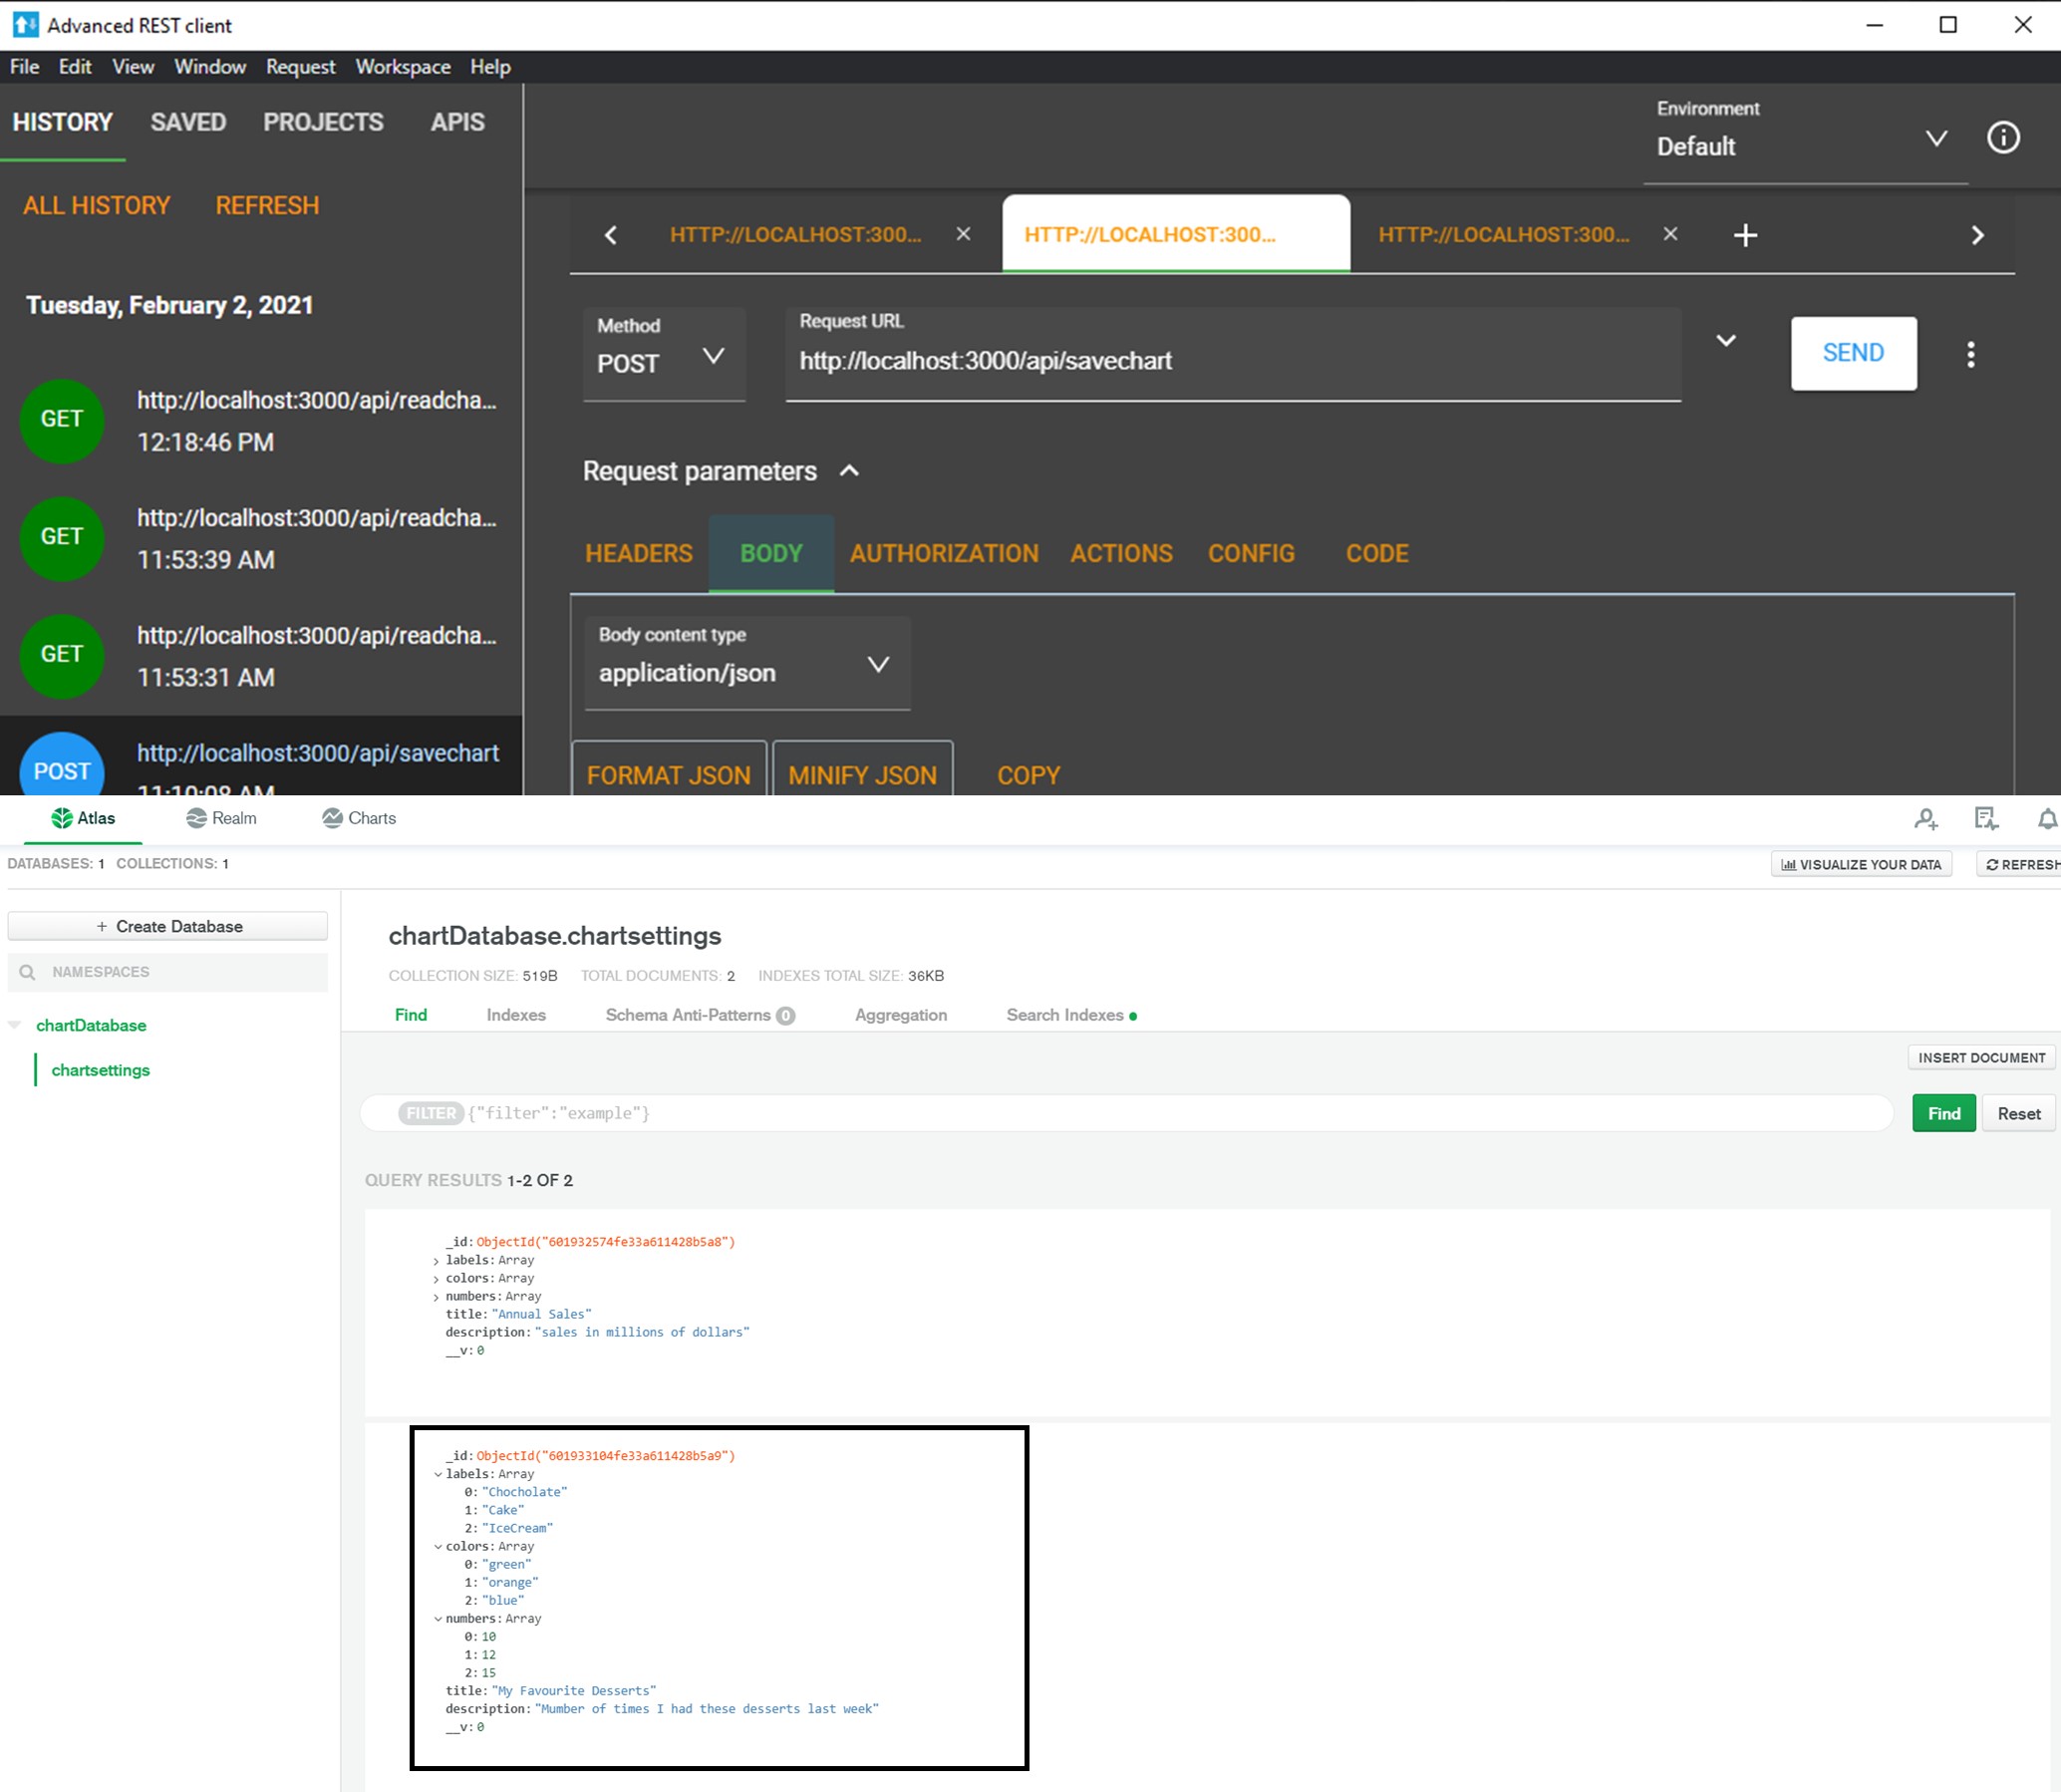 Advanced REST client
File Edit View Window Request Workspace Help
HISTORY SAVED PROJECTS APIS
Environment
Default
ALL HISTORY REFRESH
HTTP://LOCALHOST:300... HTTP://LOCALHOST:300... HTTP://LOCALHOST:300...
Tuesday, February 2, 2021
Method
POST
Request URL
http://localhost:3000/api/savechart
SEND
GET
http://localhost:3000/api/readcha...
12:18:46 PM
Request parameters
GET
http://localhost:3000/api/readcha...
11:53:39 AM
HEADERS BODY AUTHORIZATION ACTIONS CONFIG CODE
GET
http://localhost:3000/api/readcha...
11:53:31 AM
Body content type
application/json
POST
http://localhost:3000/api/savechart
11:10:08 AM
FORMAT JSON MINIFY JSON COPY
Atlas Realm Charts
DATABASES: 1 COLLECTIONS: 1
VISUALIZE YOUR DATA REFRESH
+ Create Database
NAMESPACES
chartDatabase
chartsettings
chartDatabase.chartsettings
COLLECTION SIZE: 519B TOTAL DOCUMENTS: 2 INDEXES TOTAL SIZE: 36KB
Find Indexes Schema Anti-Patterns 0 Aggregation Search Indexes
INSERT DOCUMENT
FILTER {"filter":"example"}
Find Reset
QUERY RESULTS 1-2 OF 2
_id: ObjectId("601932574fe33a611428b5a8")
labels: Array
colors: Array
numbers: Array
title: "Annual Sales"
description: "sales in millions of dollars"
__v: 0
_id: ObjectId("601933104fe33a611428b5a9")
labels: Array
0: "Chocholate"
1: "Cake"
2: "IceCream"
colors: Array
0: "green"
1: "orange"
2: "blue"
numbers: Array
0: 10
1: 12
2: 15
title: "My Favourite Desserts"
description: "Mumber of times I had these desserts last week"
__v: 0